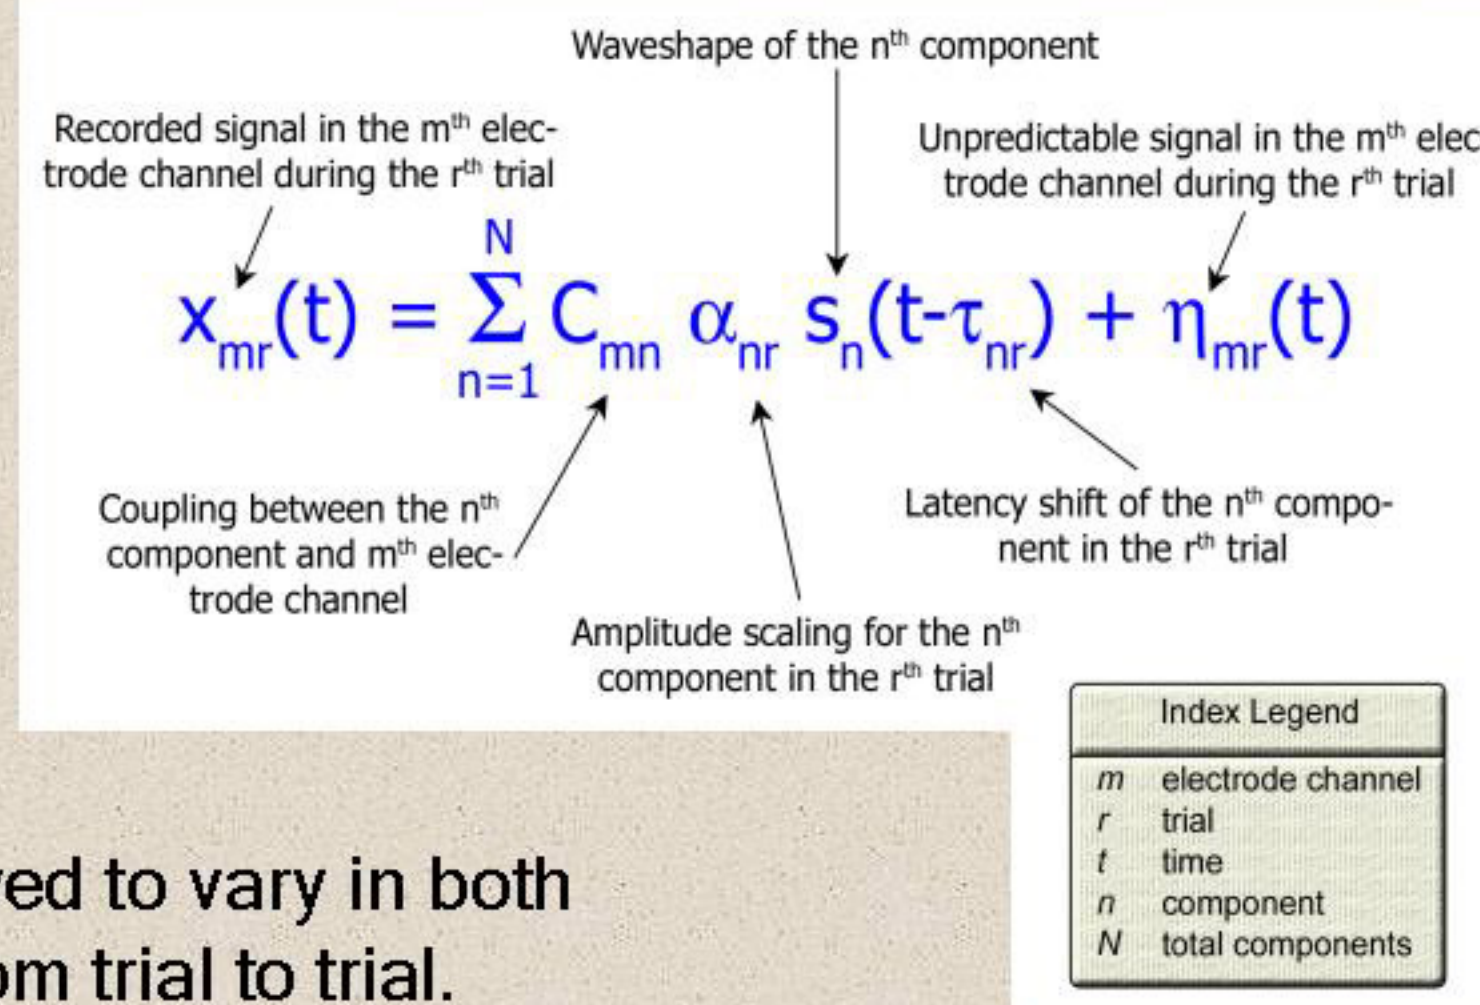 Waveshape of the nᵗʰ component
Recorded signal in the mᵗʰ elec-
trode channel during the rᵗʰ trial
Unpredictable signal in the mᵗʰ elec
trode channel during the rᵗʰ trial
N
xₘᵣ(t) = Σ Cₘₙ αₙᵣ sₙ(t-τₙᵣ) + ηₘᵣ(t)
n=1
Coupling between the nᵗʰ
component and mᵗʰ elec-
trode channel
Latency shift of the nᵗʰ compo-
nent in the rᵗʰ trial
Amplitude scaling for the nᵗʰ
component in the rᵗʰ trial
Index Legend
m electrode channel
r trial
t time
n component
N total components
to vary in both
trial to trial.